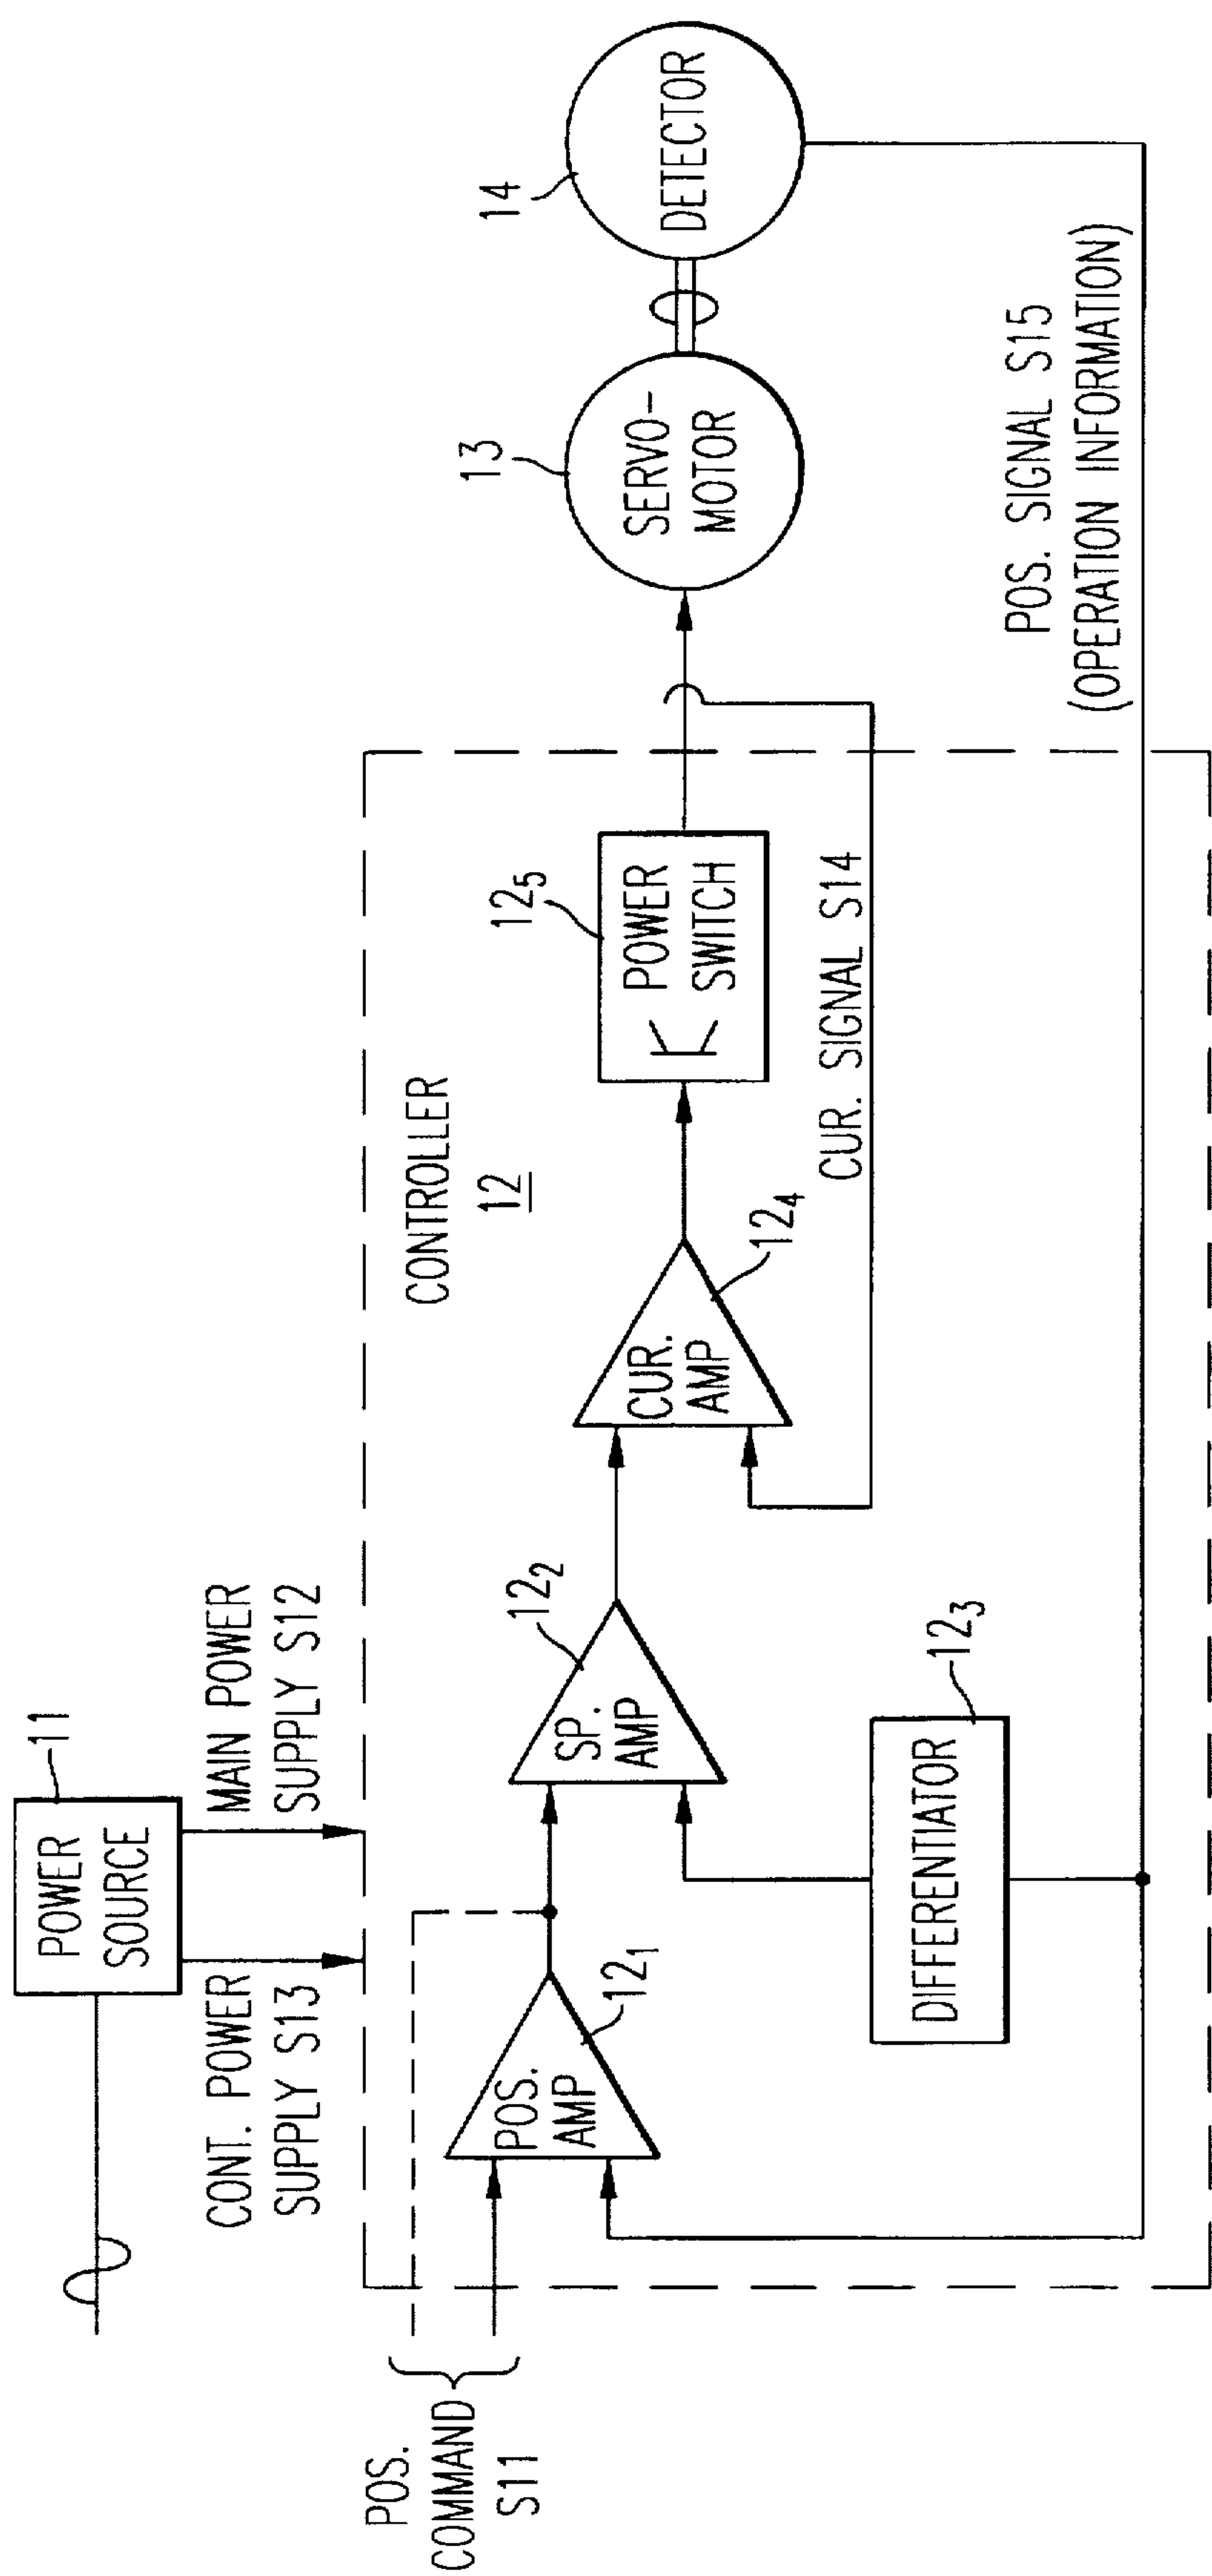 POWER
SOURCE
11
CONT. POWER
SUPPLY S13
MAIN POWER
SUPPLY S12
CONTROLLER
12
POS.
COMMAND
S11
POS.
AMP
12₁
SP.
AMP
12₂
DIFFERENTIATOR
12₃
CUR.
AMP
12₄
POWER
SWITCH
12₅
CUR. SIGNAL S14
SERVO-
MOTOR
13
DETECTOR
14
POS. SIGNAL S15
(OPERATION INFORMATION)